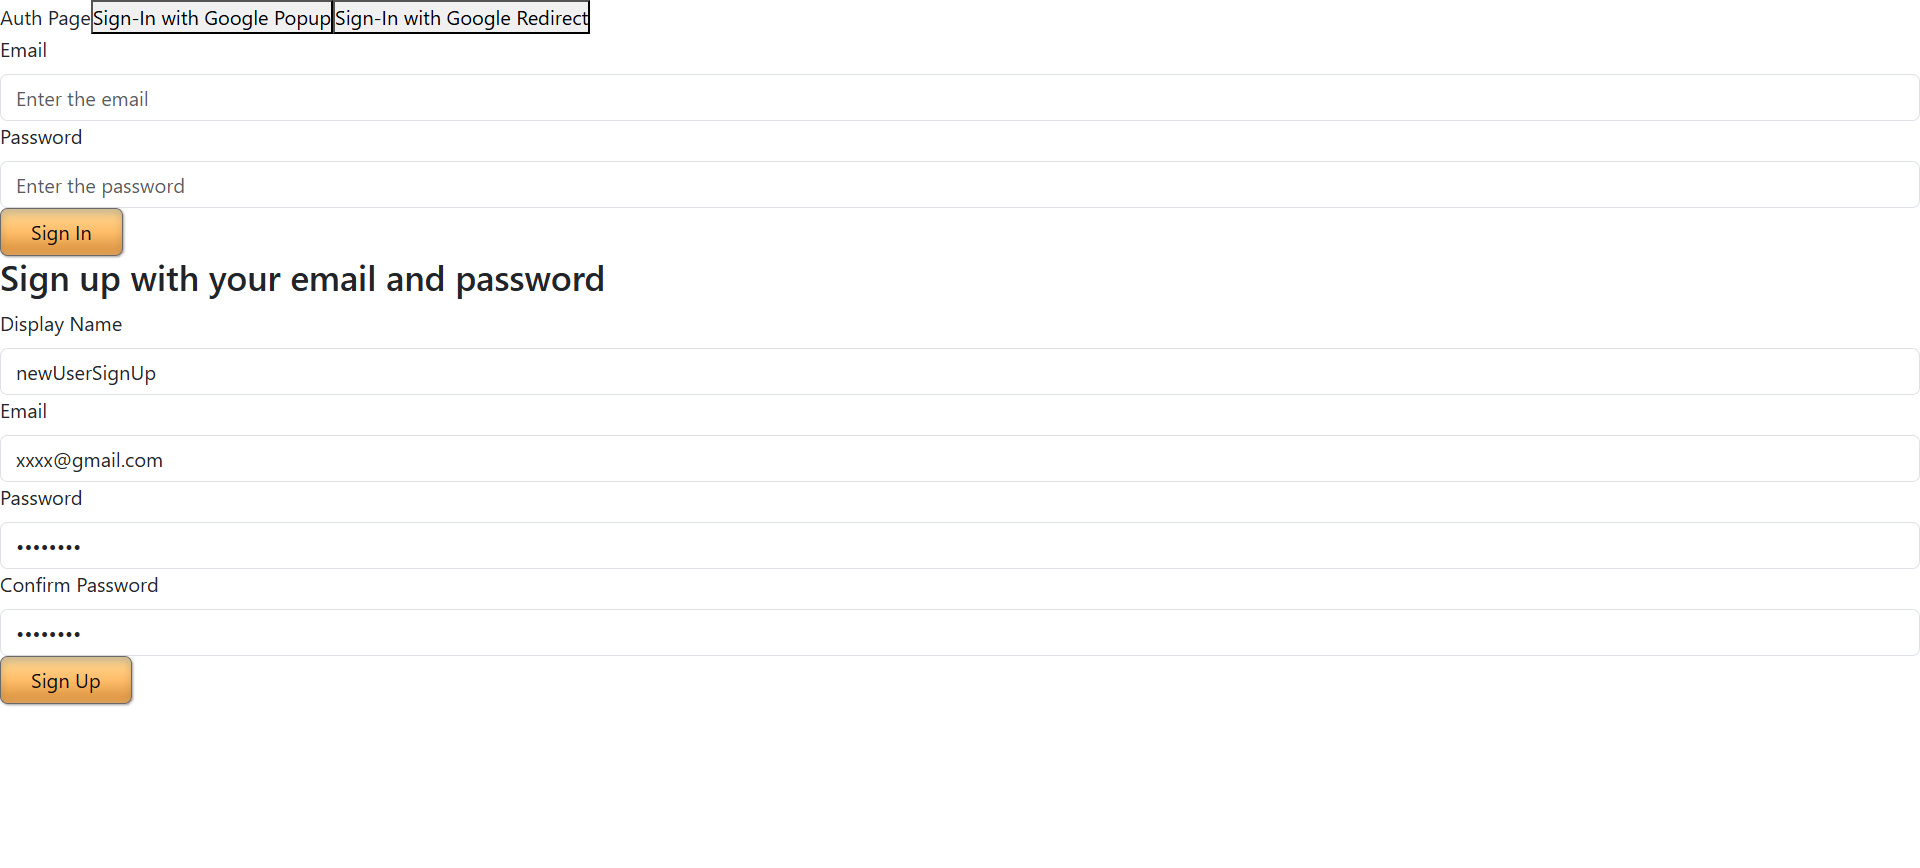 Auth Page Sign-In with Google Popup Sign-In with Google Redirect
Email
Enter the email
Password
Enter the password
Sign In
Sign up with your email and password
Display Name
newUserSignUp
Email
xxxx@gmail.com
Password
••••••••
Confirm Password
••••••••
Sign Up